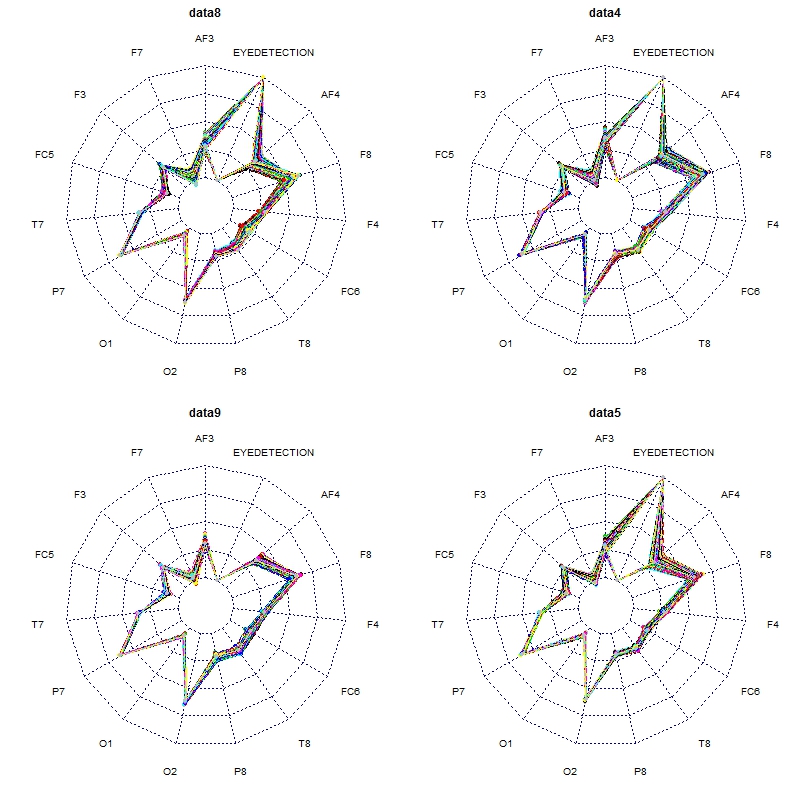 data8
AF3
F7
EYEDETECTION
F3
AF4
FC5
F8
T7
F4
P7
FC6
O1
T8
O2
P8
data4
AF3
F7
EYEDETECTION
F3
AF4
FC5
F8
T7
F4
P7
FC6
O1
T8
O2
P8
data9
AF3
F7
EYEDETECTION
F3
AF4
FC5
F8
T7
F4
P7
FC6
O1
T8
O2
P8
data5
AF3
F7
EYEDETECTION
F3
AF4
FC5
F8
T7
F4
P7
FC6
O1
T8
O2
P8